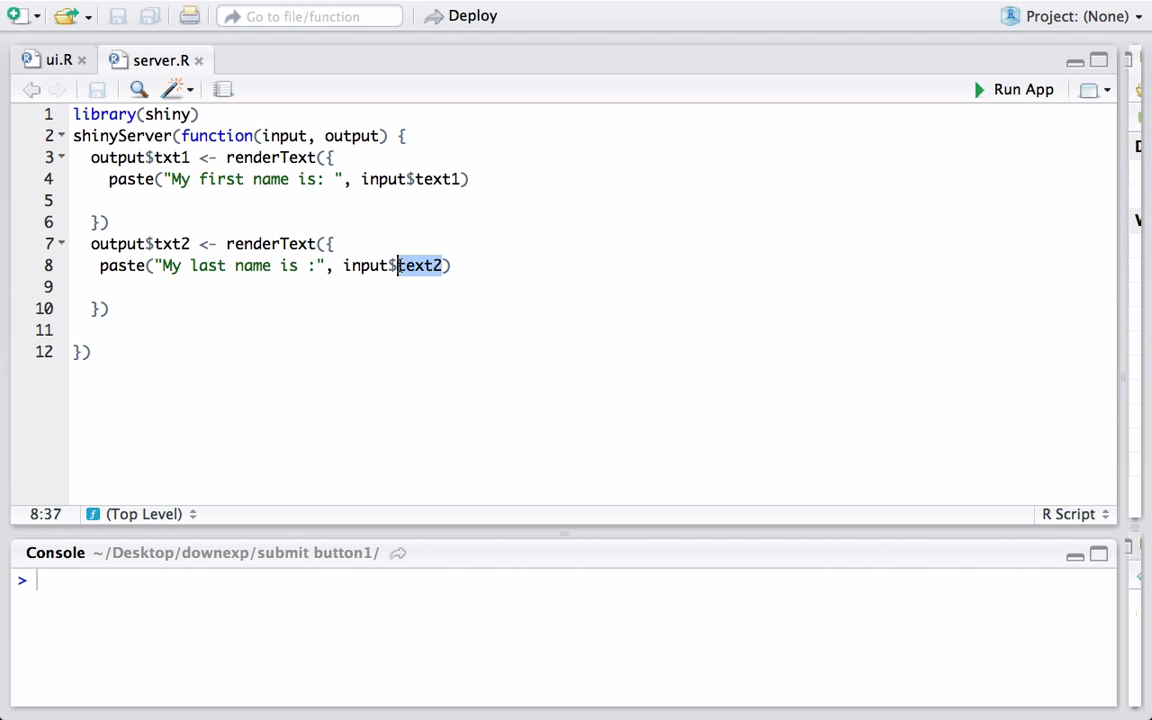 Go to file/function
Deploy
Project: (None)
ui.R
server.R
Run App
1 library(shiny)
2 shinyServer(function(input, output) {
3 output$txt1 <- renderText({
4 paste("My first name is: ", input$text1)
5
6 })
7 output$txt2 <- renderText({
8 paste("My last name is :", input$text2)
9
10 })
11
12 })
8:37 (Top Level) R Script
Console ~/Desktop/downexp/submit button1/
>